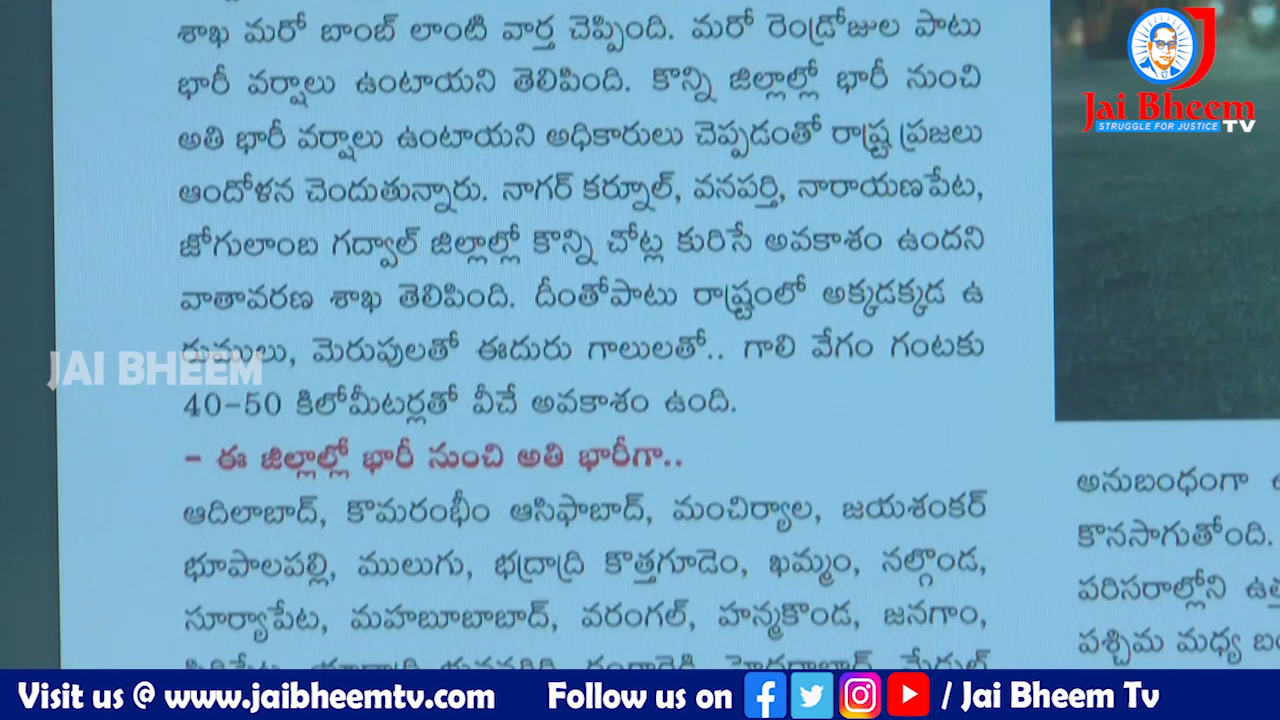 శాఖ మరో బాంబ్ లాంటి వార్త చెప్పింది. మరో రెండ్రోజుల పాటు
భారీ వర్షాలు ఉంటాయని తెలిపింది. కొన్ని జిల్లాల్లో భారీ నుంచి
అతి భారీ వర్షాలు ఉంటాయని అధికారులు చెప్పడంతో రాష్ట్ర ప్రజలు
ఆందోళన చెందుతున్నారు. నాగర్ కర్నూల్, వనపర్తి, నారాయణపేట,
జోగులాంబ గద్వాల్ జిల్లాల్లో కొన్ని చోట్ల కురిసే అవకాశం ఉందని
వాతావరణ శాఖ తెలిపింది. దీంతోపాటు రాష్ట్రంలో అక్కడక్కడ ఉ
రుములు, మెరుపులతో ఈదురు గాలులతో.. గాలి వేగం గంటకు
40-50 కిలోమీటర్లతో వీచే అవకాశం ఉంది.
- ఈ జిల్లాల్లో భారీ నుంచి అతి భారీగా..
ఆదిలాబాద్, కొమరంభీం ఆసిఫాబాద్, మంచిర్యాల, జయశంకర్
భూపాలపల్లి, ములుగు, భద్రాద్రి కొత్తగూడెం, ఖమ్మం, నల్గొండ,
సూర్యాపేట, మహబూబాబాద్, వరంగల్, హన్మకొండ, జనగాం,
అనుబంధంగా
కొనసాగుతోంది.
పరిసరాల్లోని
పశ్చిమ మధ్య
Jai Bheem
STRUGGLE FOR JUSTICE TV
JAI BHEEM
Visit us @ www.jaibheemtv.com Follow us on / Jai Bheem Tv